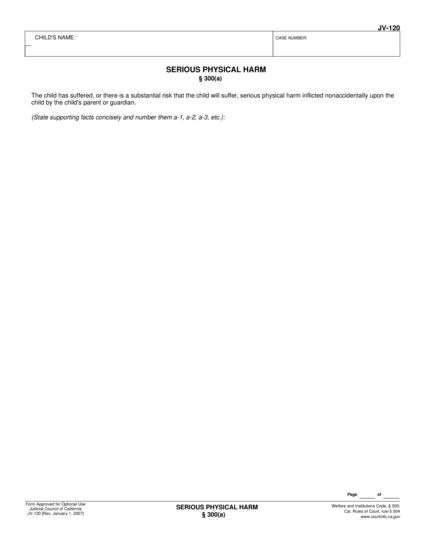 JV-120
CHILD'S NAME:
CASE NUMBER:
SERIOUS PHYSICAL HARM
§ 300(a)
The child has suffered, or there is a substantial risk that the child will suffer, serious physical harm inflicted nonaccidentally upon the
child by the child's parent or guardian.
(State supporting facts concisely and number them a-1, a-2, a-3, etc.):
Page of
Form Approved for Optional Use
Judicial Council of California
JV-120 [Rev. January 1, 2007]
SERIOUS PHYSICAL HARM
§ 300(a)
Welfare and Institutions Code, § 300;
Cal. Rules of Court, rule 5.504
www.courtinfo.ca.gov